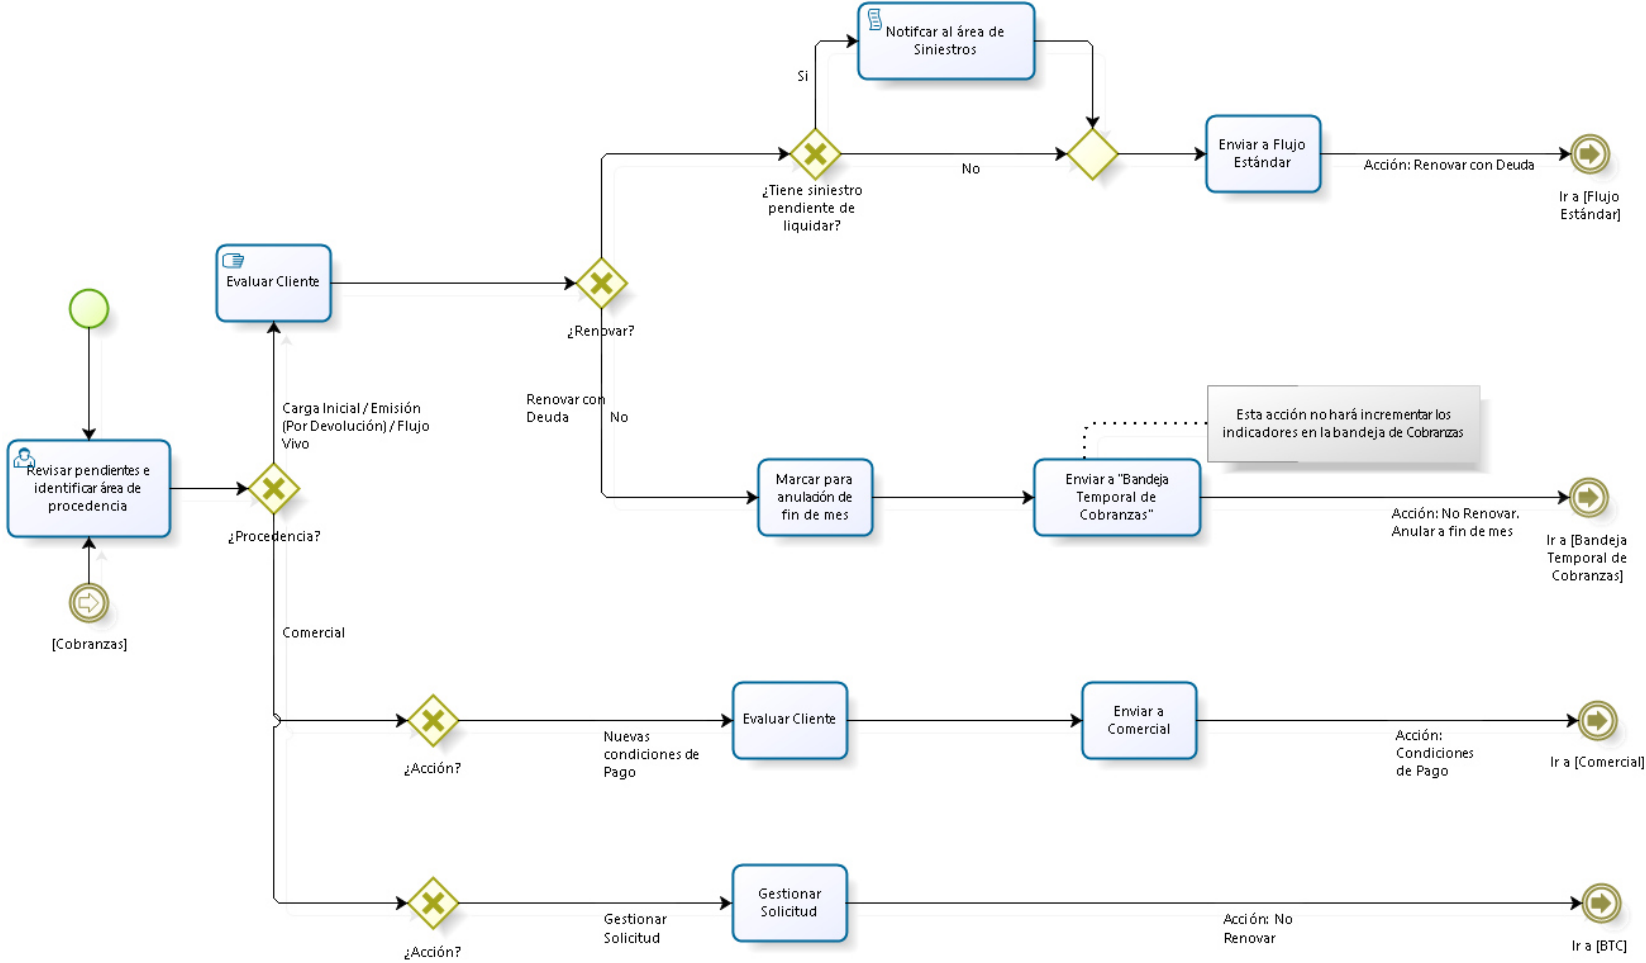 Notifcar al área de
Siniestros
Si
Enviar a Flujo
Estándar
No
Acción: Renovar con Deuda
¿Tiene siniestro
pendiente de
liquidar?
Ir a [Flujo
Estándar]
Evaluar Cliente
¿Renovar?
Renovar con
Deuda
No
Carga Inicial / Emisión
(Por Devolución) / Flujo
Vivo
Esta acción no hará incrementar los
indicadores en la bandeja de Cobranzas
Revisar pendientes e
identificar área de
procedencia
¿Procedencia?
Marcar para
anulación de
fin de mes
Enviar a "Bandeja
Temporal de
Cobranzas"
Acción: No Renovar.
Anular a fin de mes
Ir a [Bandeja
Temporal de
Cobranzas]
[Cobranzas]
Comercial
¿Acción?
Nuevas
condiciones de
Pago
Evaluar Cliente
Enviar a
Comercial
Acción:
Condiciones
de Pago
Ir a [Comercial]
¿Acción?
Gestionar
Solicitud
Gestionar
Solicitud
Acción: No
Renovar
Ir a [BTC]